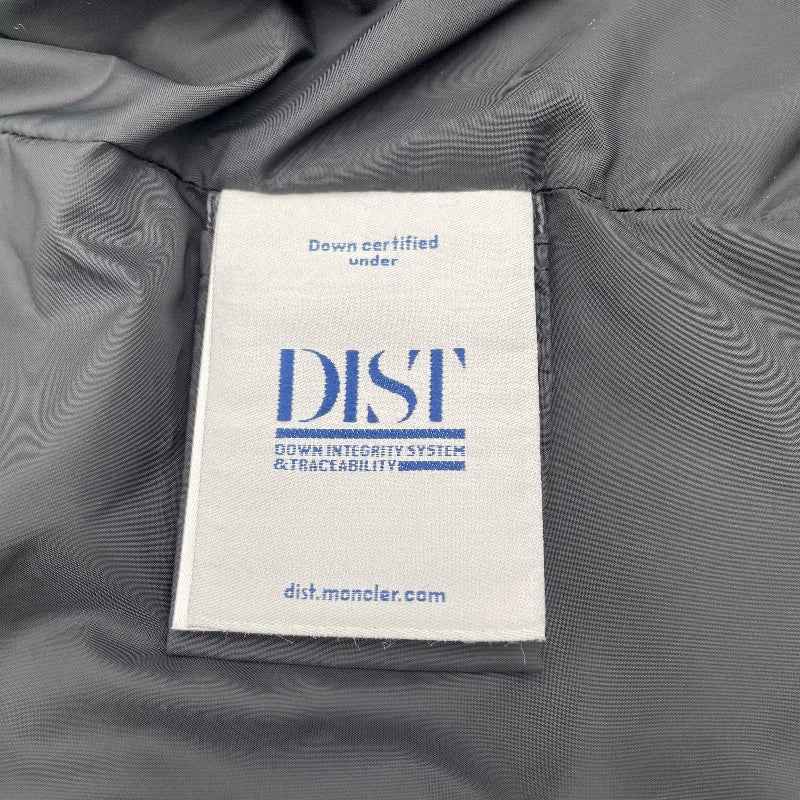 Down certified
under
DIST
DOWN INTEGRITY SYSTEM
& TRACEABILITY
dist.moncler.com